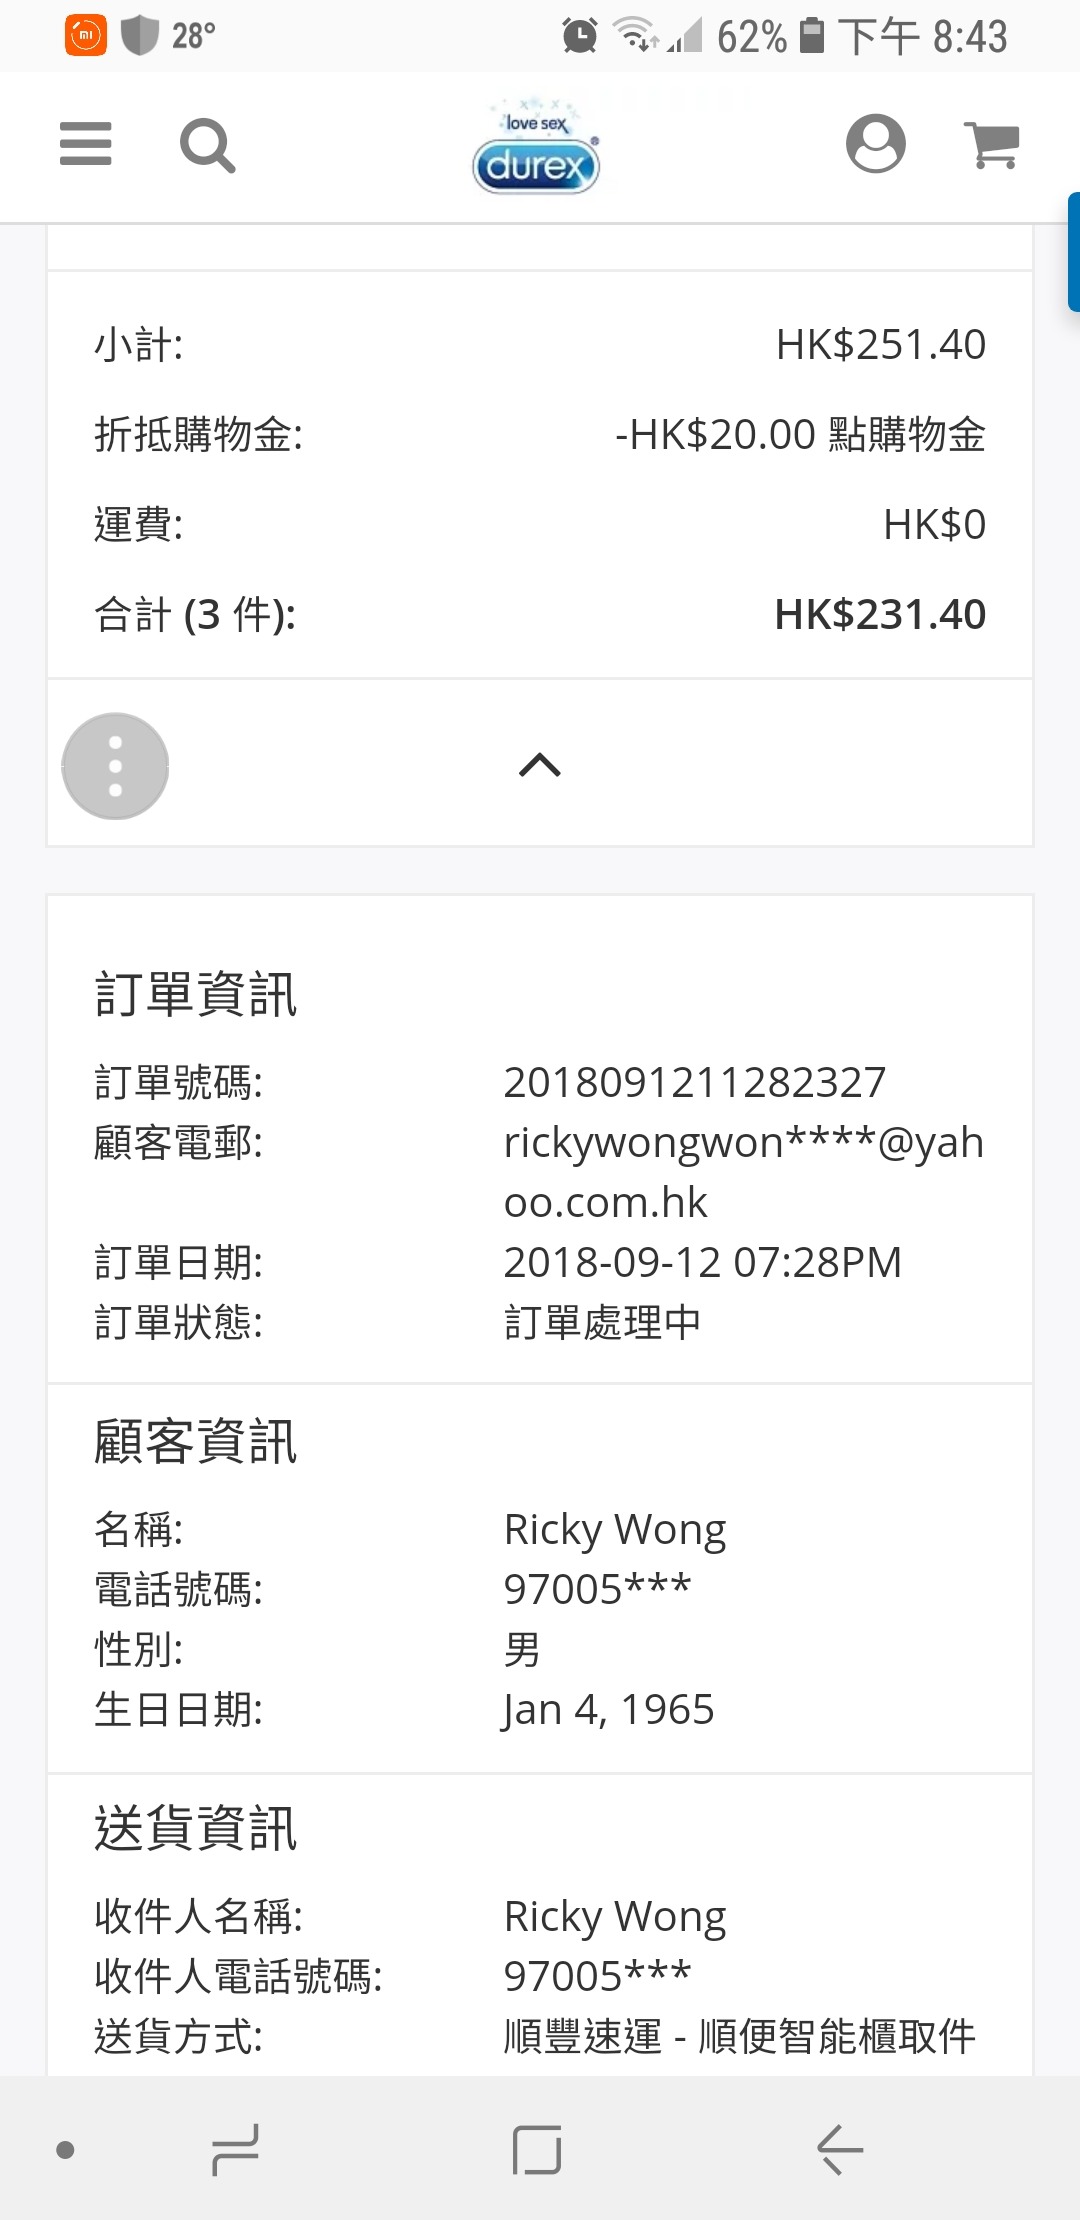 28°
62% 下午 8:43
love sex
durex
小計: HK$251.40
折抵購物金: -HK$20.00 點購物金
運費: HK$0
合計 (3 件): HK$231.40
訂單資訊
訂單號碼: 2018091211282327
顧客電郵: rickywongwon****@yah
oo.com.hk
訂單日期: 2018-09-12 07:28PM
訂單狀態: 訂單處理中
顧客資訊
名稱: Ricky Wong
電話號碼: 97005***
性別: 男
生日日期: Jan 4, 1965
送貨資訊
收件人名稱: Ricky Wong
收件人電話號碼: 97005***
送貨方式: 順豐速運 - 順便智能櫃取件